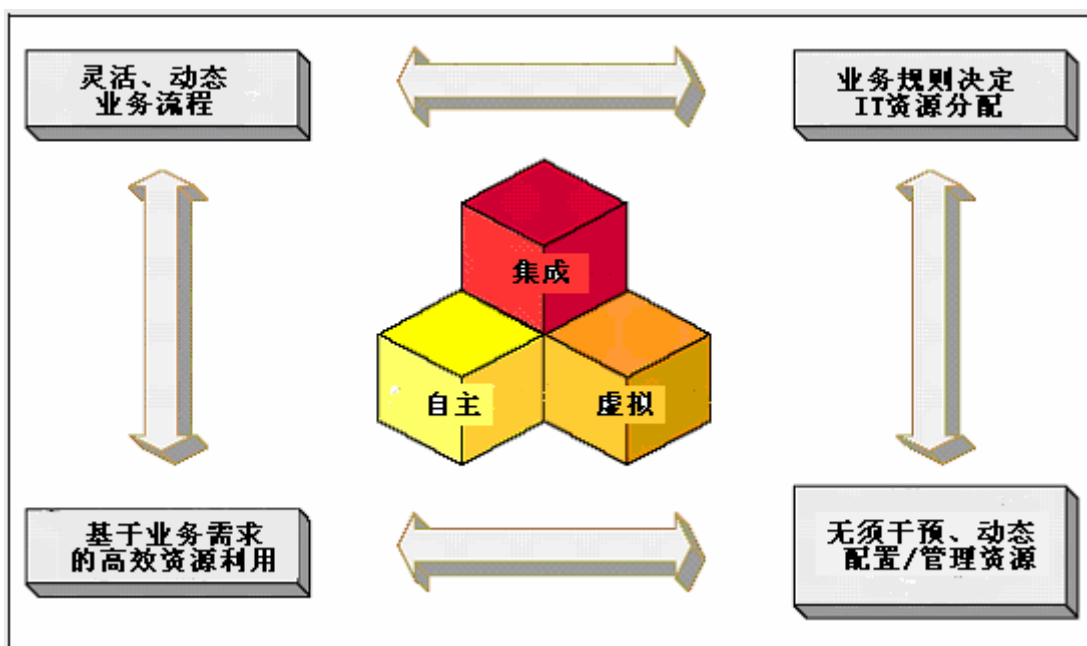 灵活、动态
业务流程
业务规则决定
IT资源分配
集成
自主
虚拟
基于业务需求
的高效资源利用
无须干预、动态
配置/管理资源